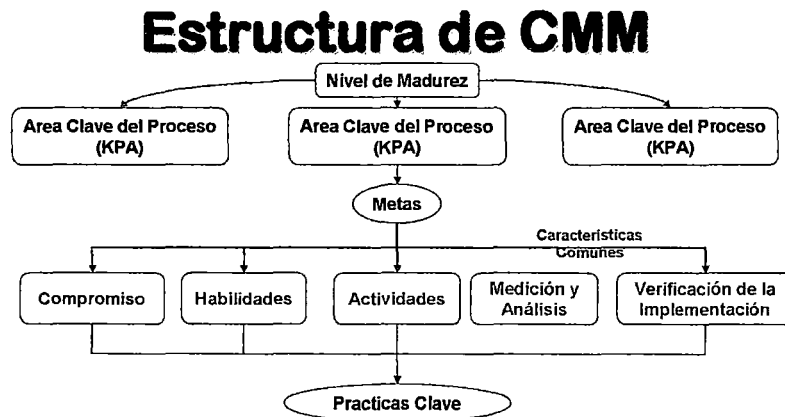 Estructura de CMM
Nivel de Madurez
Area Clave del Proceso
(KPA)
Area Clave del Proceso
(KPA)
Area Clave del Proceso
(KPA)
Metas
Características
Comunes
Compromiso
Habilidades
Actividades
Medición y
Análisis
Verificación de la
Implementación
Practicas Clave